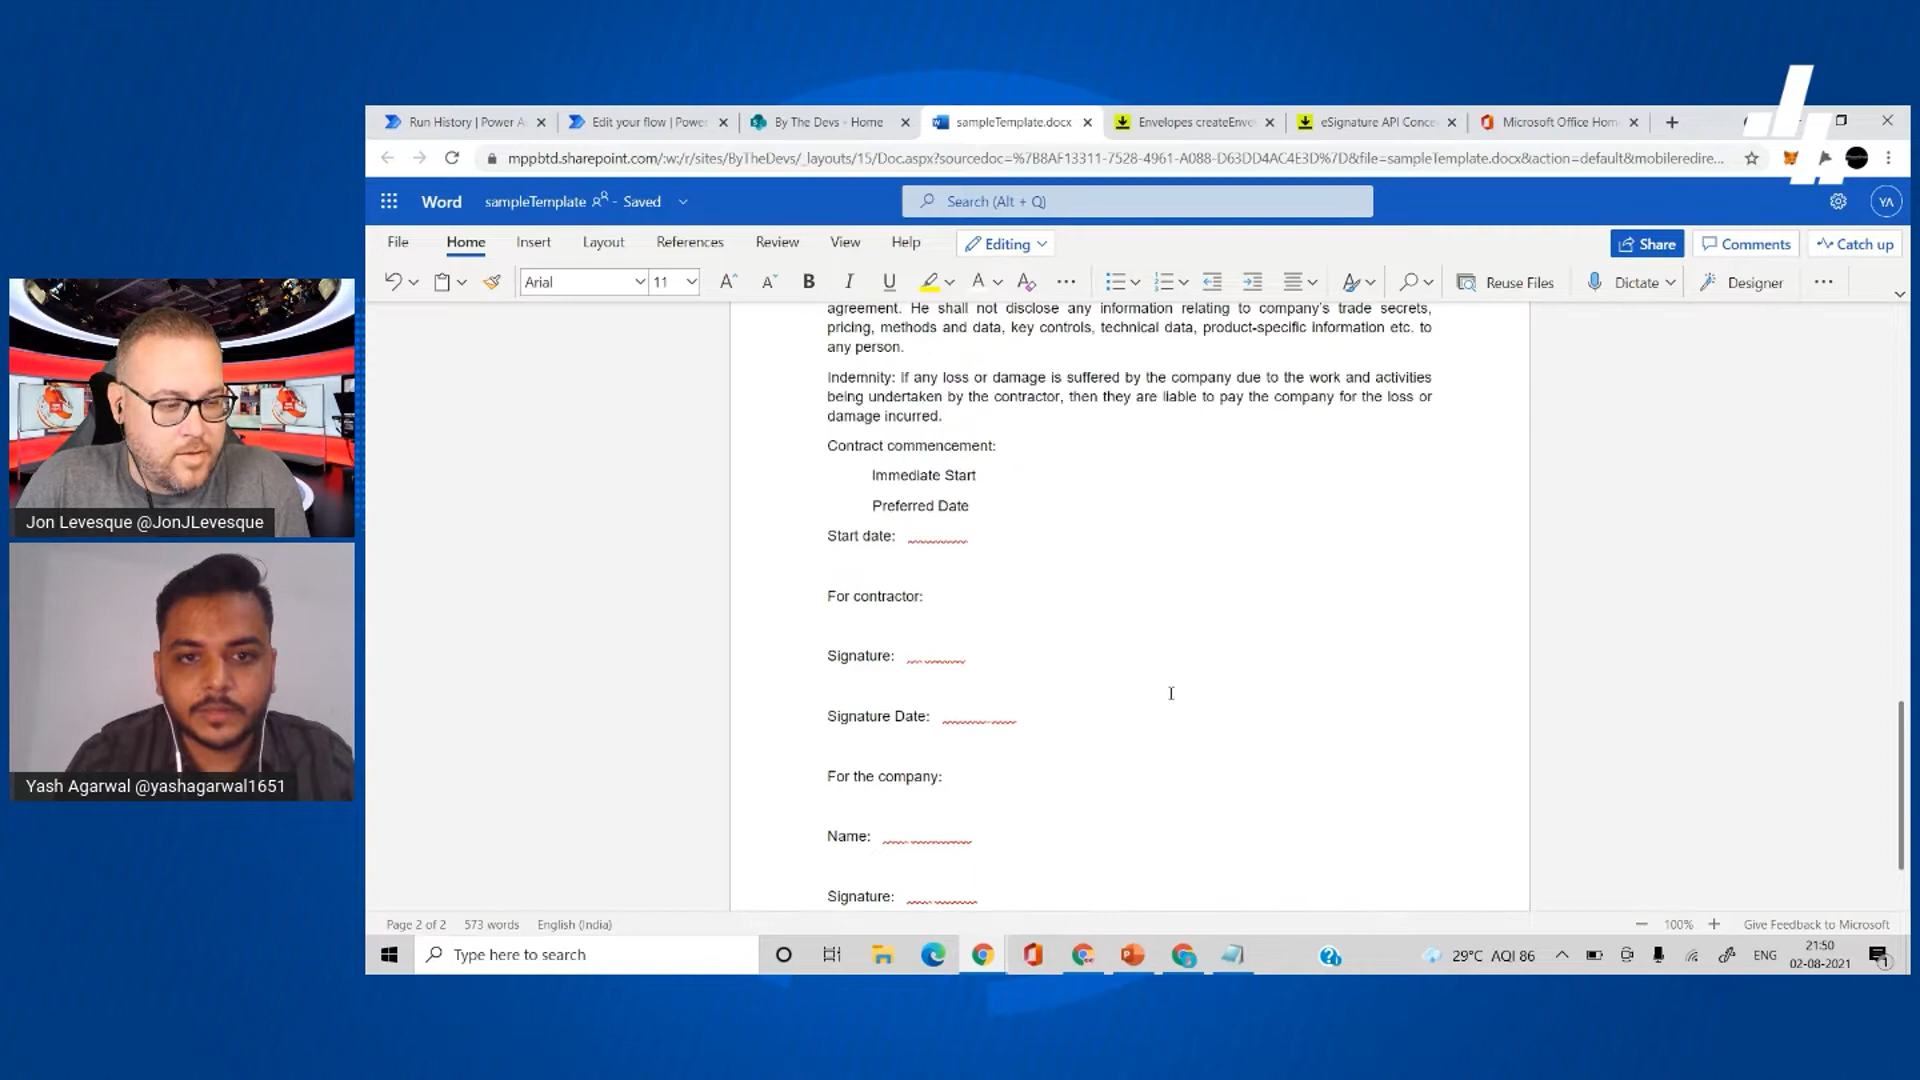 Run History | Power A
Edit your flow | Power
By The Devs - Home
sampleTemplate.docx
Envelopes createEnve
eSignature API Conce
Microsoft Office Hom
mppbtd.sharepoint.com/:w:/r/sites/ByTheDevs/_layouts/15/Doc.aspx?sourcedoc=%7B8AF13311-7528-4961-A088-D63DD4AC4E3D%7D&file=sampleTemplate.docx&action=default&mobileredire...
Word
sampleTemplate - Saved
Search (Alt + Q)
YA
File Home Insert Layout References Review View Help Editing
Share Comments Catch up
Arial 11 B I U A
Reuse Files Dictate Designer
agreement. He shall not disclose any information relating to company's trade secrets,
pricing, methods and data, key controls, technical data, product-specific information etc. to
any person.
Indemnity: If any loss or damage is suffered by the company due to the work and activities
being undertaken by the contractor, then they are liable to pay the company for the loss or
damage incurred.
Contract commencement:
Immediate Start
Preferred Date
Start date:
For contractor:
Signature:
Signature Date:
For the company:
Name:
Signature:
Page 2 of 2 573 words English (India)
100% Give Feedback to Microsoft
Type here to search
29°C AQI 86
ENG
21:50
02-08-2021
1
Jon Levesque @JonJLevesque
Yash Agarwal @yashagarwal1651